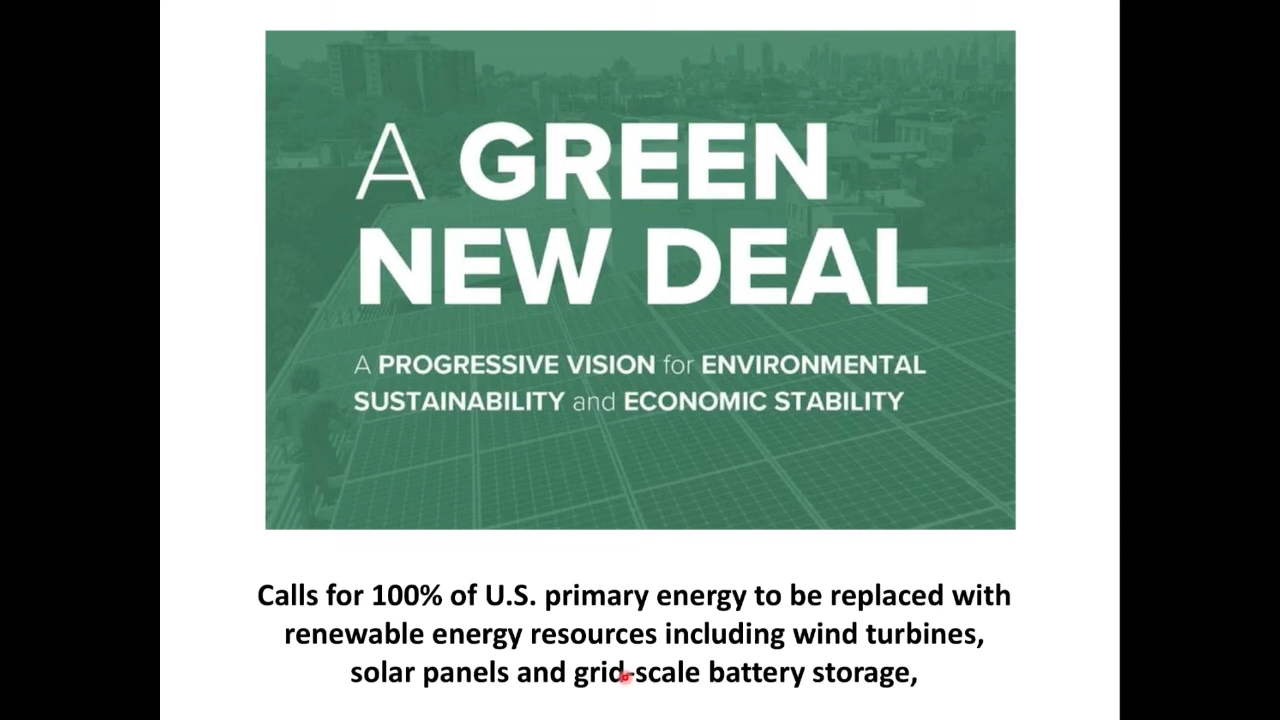 A GREEN
NEW DEAL
A PROGRESSIVE VISION for ENVIRONMENTAL
SUSTAINABILITY and ECONOMIC STABILITY
Calls for 100% of U.S. primary energy to be replaced with
renewable energy resources including wind turbines,
solar panels and grid-scale battery storage,